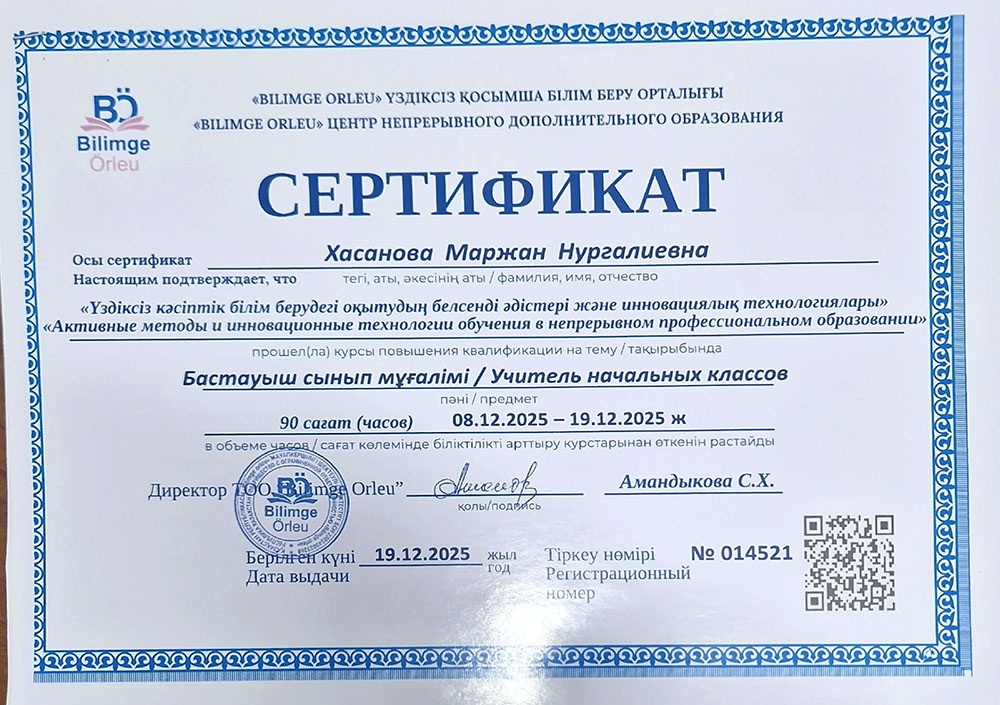 «BILIMGE ORLEU» ҮЗДІКСІЗ ҚОСЫМША БІЛІМ БЕРУ ОРТАЛЫҒЫ
«BILIMGE ORLEU» ЦЕНТР НЕПРЕРЫВНОГО ДОПОЛНИТЕЛЬНОГО ОБРАЗОВАНИЯ
BÖ
Bilimge
Örleu
СЕРТИФИКАТ
Осы сертификат Хасанова Маржан Нургалиевна
Настоящим подтверждает, что тегі, аты, әкесінің аты / фамилия, имя, отчество
«Үздіксіз кәсіптік білім берудегі оқытудың белсенді әдістері және инновациялық технологиялары»
«Активные методы и инновационные технологии обучения в непрерывном профессиональном образовании»
прошел(ла) курсы повышения квалификации на тему / тақырыбында
Бастауыш сынып мұғалімі / Учитель начальных классов
пәні / предмет
90 сағат (часов) 08.12.2025 – 19.12.2025 ж
в объеме часов / сағат көлемінде біліктілікті арттыру курстарынан өткенін растайды
Директор ТОО „Bilimge Orleu” Амандыкова С.Х.
қолы/подпись
BÖ
Bilimge
Örleu
Берілген күні 19.12.2025 жыл Тіркеу нөмірі № 014521
Дата выдачи год Регистрационный
номер